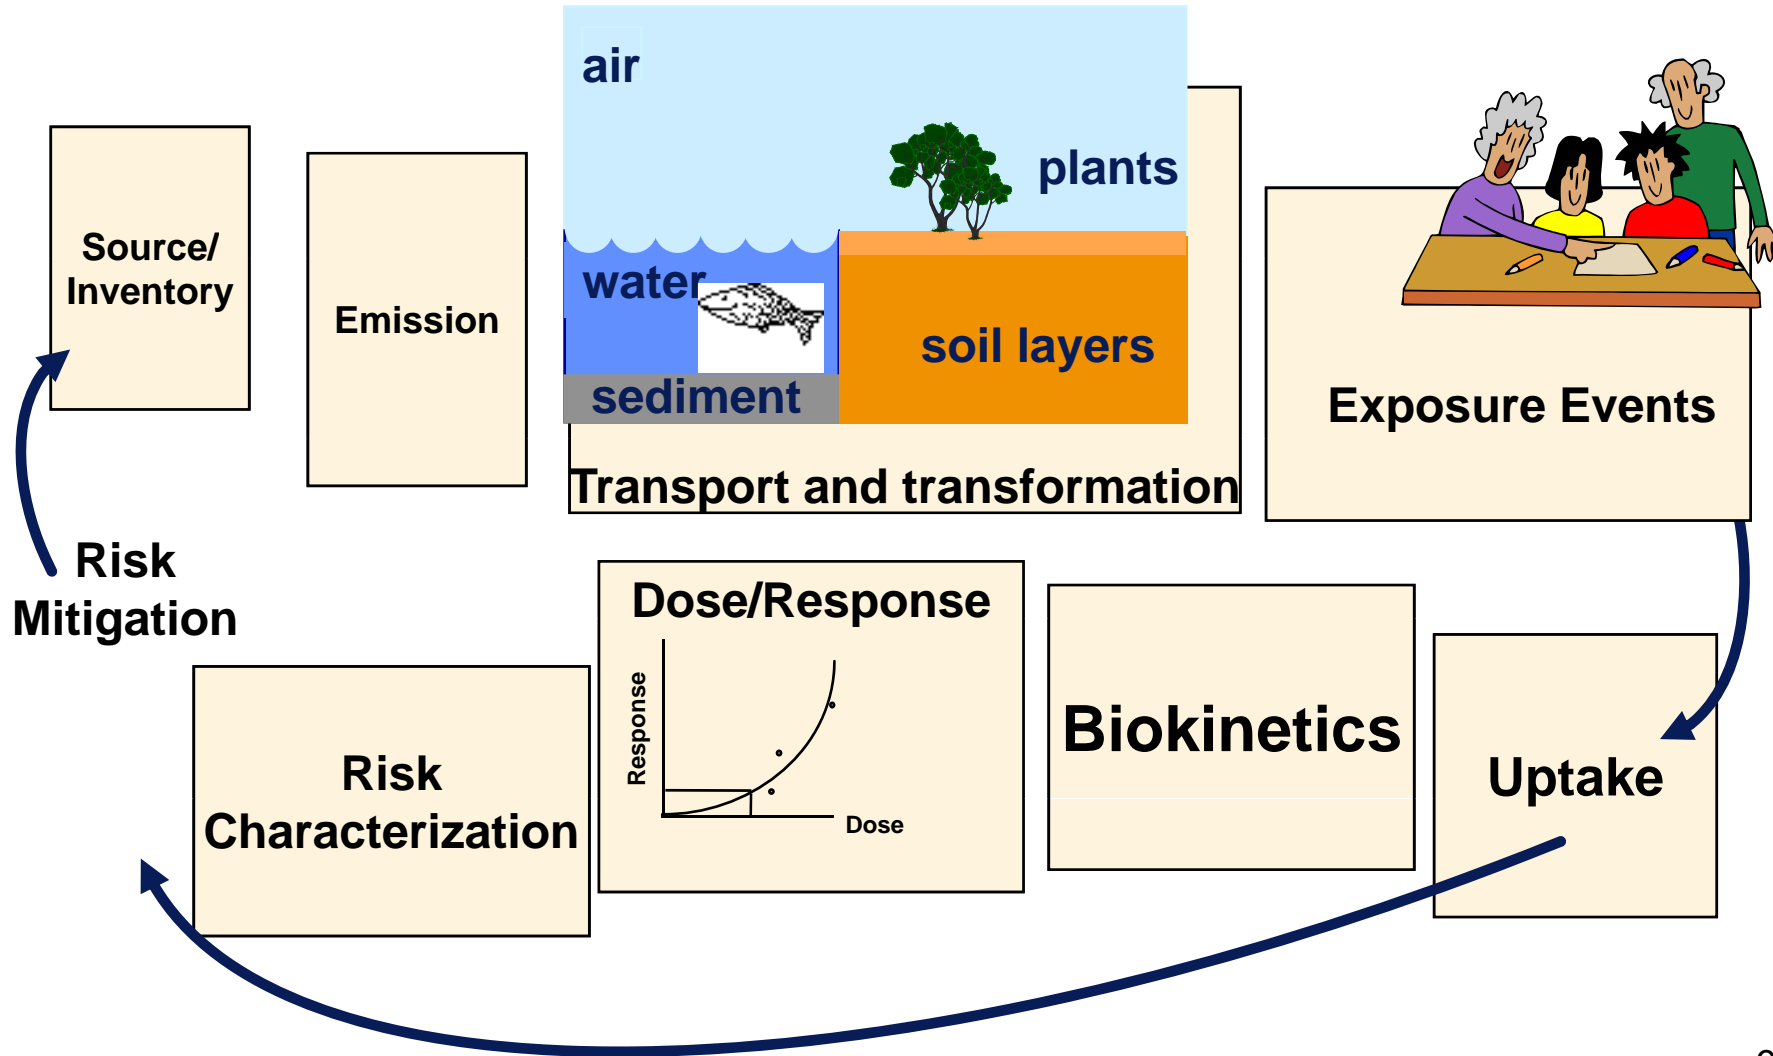 air
plants
Source/
Inventory
Emission
water
soil layers
sediment
Transport and transformation
Exposure Events
Risk
Mitigation
Dose/Response
Response
Dose
Biokinetics
Uptake
Risk
Characterization